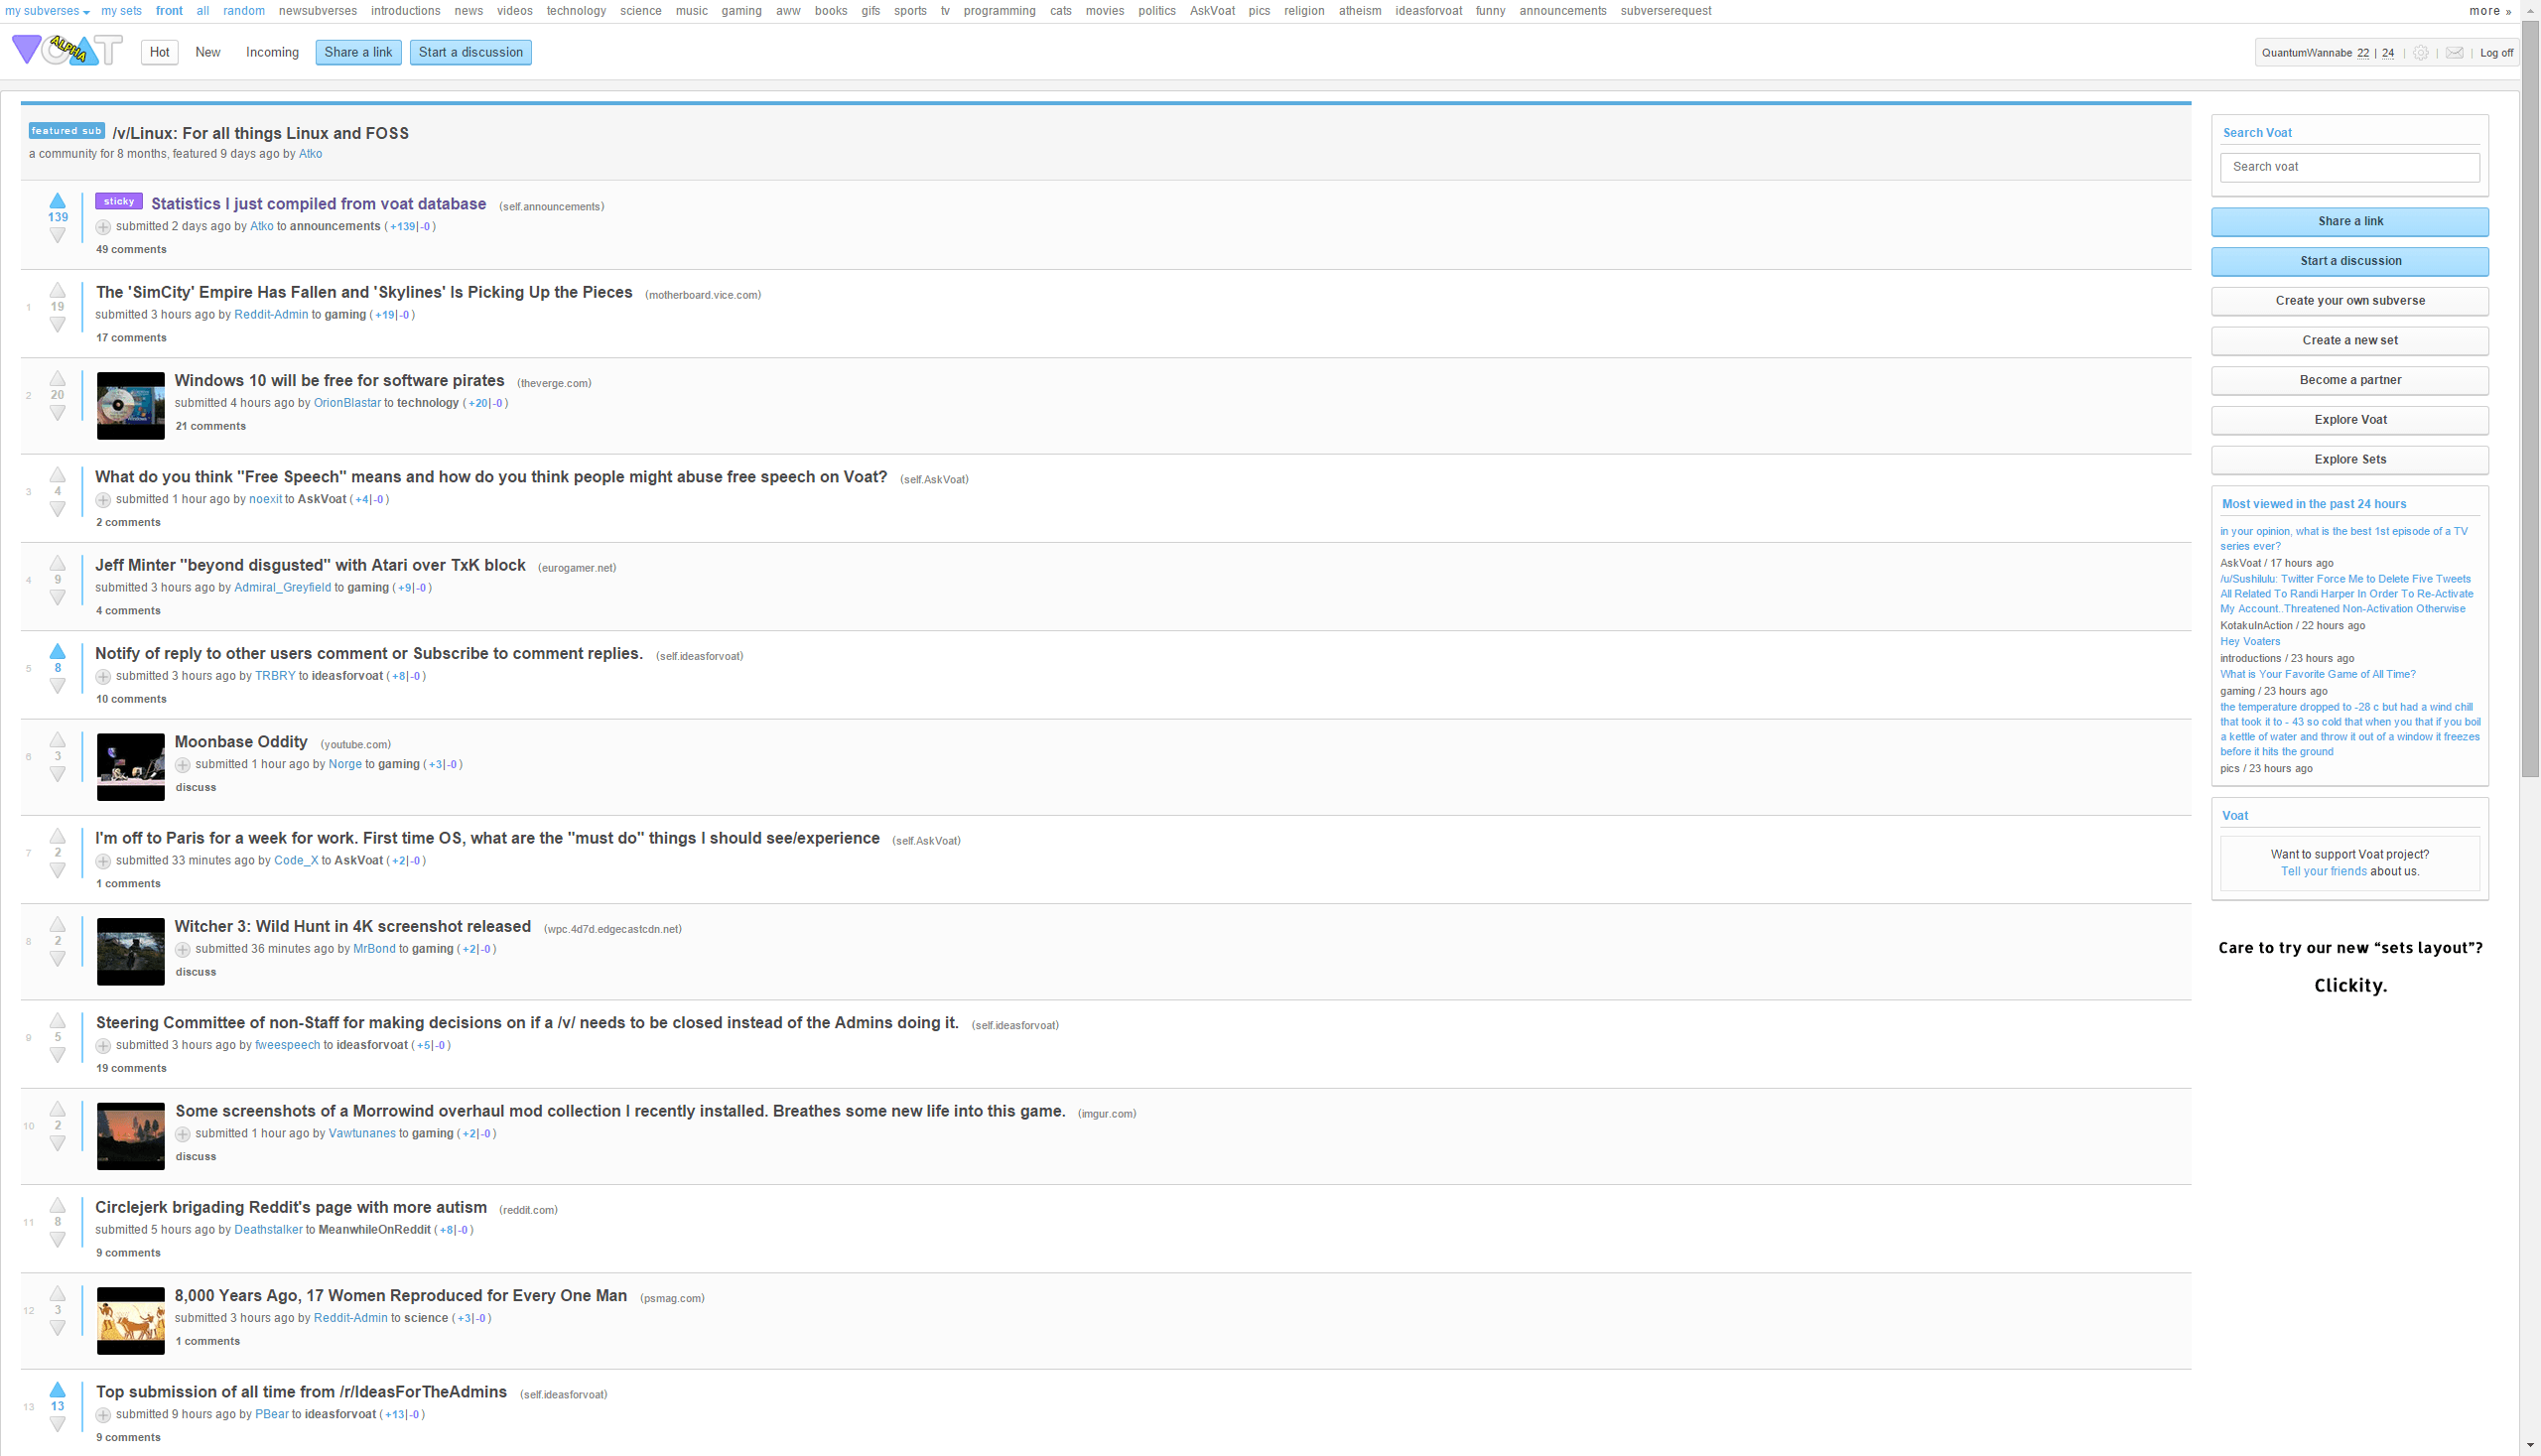 my subverses my sets front all random newsubverses introductions news videos technology science music gaming aww books gifs sports tv programming cats movies politics AskVoat pics religion atheism ideasforvoat funny announcements subverserequest more »
VOAT ALPHA Hot New Incoming Share a link Start a discussion QuantumWannabe 22 | 24 | | | Log off
featured sub /v/Linux: For all things Linux and FOSS
a community for 8 months, featured 9 days ago by Atko
139
sticky Statistics I just compiled from voat database (self.announcements)
submitted 2 days ago by Atko to announcements ( +139|-0 )
49 comments
1 19
The 'SimCity' Empire Has Fallen and 'Skylines' Is Picking Up the Pieces (motherboard.vice.com)
submitted 3 hours ago by Reddit-Admin to gaming ( +19|-0 )
17 comments
2 20
Windows 10 will be free for software pirates (theverge.com)
submitted 4 hours ago by OrionBlastar to technology ( +20|-0 )
21 comments
3 4
What do you think "Free Speech" means and how do you think people might abuse free speech on Voat? (self.AskVoat)
submitted 1 hour ago by noexit to AskVoat ( +4|-0 )
2 comments
4 9
Jeff Minter "beyond disgusted" with Atari over TxK block (eurogamer.net)
submitted 3 hours ago by Admiral_Greyfield to gaming ( +9|-0 )
4 comments
5 8
Notify of reply to other users comment or Subscribe to comment replies. (self.ideasforvoat)
submitted 3 hours ago by TRBRY to ideasforvoat ( +8|-0 )
10 comments
6 3
Moonbase Oddity (youtube.com)
submitted 1 hour ago by Norge to gaming ( +3|-0 )
discuss
7 2
I'm off to Paris for a week for work. First time OS, what are the "must do" things I should see/experience (self.AskVoat)
submitted 33 minutes ago by Code_X to AskVoat ( +2|-0 )
1 comments
8 2
Witcher 3: Wild Hunt in 4K screenshot released (wpc.4d7d.edgecastcdn.net)
submitted 36 minutes ago by MrBond to gaming ( +2|-0 )
discuss
9 5
Steering Committee of non-Staff for making decisions on if a /v/ needs to be closed instead of the Admins doing it. (self.ideasforvoat)
submitted 3 hours ago by fweespeech to ideasforvoat ( +5|-0 )
19 comments
10 2
Some screenshots of a Morrowind overhaul mod collection I recently installed. Breathes some new life into this game. (imgur.com)
submitted 1 hour ago by Vawtunanes to gaming ( +2|-0 )
discuss
11 8
Circlejerk brigading Reddit's page with more autism (reddit.com)
submitted 5 hours ago by Deathstalker to MeanwhileOnReddit ( +8|-0 )
9 comments
12 3
8,000 Years Ago, 17 Women Reproduced for Every One Man (psmag.com)
submitted 3 hours ago by Reddit-Admin to science ( +3|-0 )
1 comments
13 13
Top submission of all time from /r/IdeasForTheAdmins (self.ideasforvoat)
submitted 9 hours ago by PBear to ideasforvoat ( +13|-0 )
9 comments
Search Voat
Search voat
Share a link
Start a discussion
Create your own subverse
Create a new set
Become a partner
Explore Voat
Explore Sets
Most viewed in the past 24 hours
in your opinion, what is the best 1st episode of a TV
series ever?
AskVoat / 17 hours ago
/u/Sushilulu: Twitter Force Me to Delete Five Tweets
All Related To Randi Harper In Order To Re-Activate
My Account..Threatened Non-Activation Otherwise
KotakuInAction / 22 hours ago
Hey Voaters
introductions / 23 hours ago
What is Your Favorite Game of All Time?
gaming / 23 hours ago
the temperature dropped to -28 c but had a wind chill
that took it to - 43 so cold that when you that if you boil
a kettle of water and throw it out of a window it freezes
before it hits the ground
pics / 23 hours ago
Voat
Want to support Voat project?
Tell your friends about us.
Care to try our new “sets layout”?
Clickity.